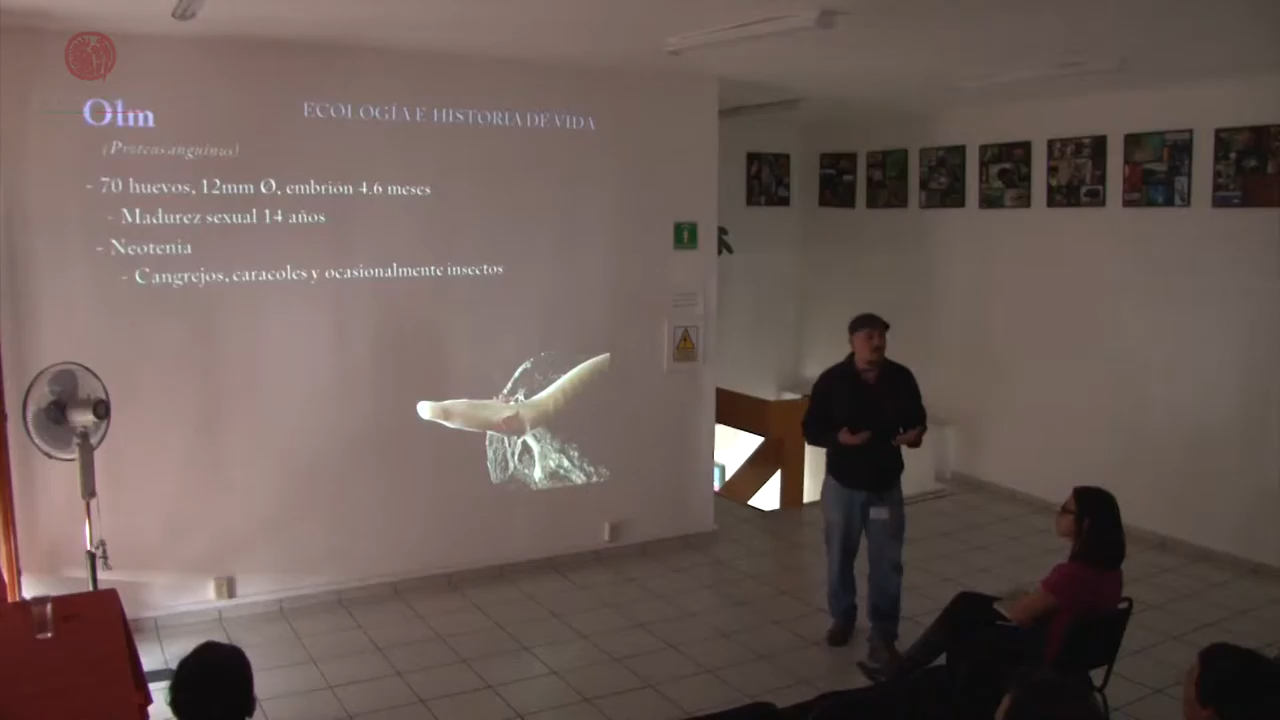 Olm
ECOLOGÍA E HISTORIA DE VIDA
(Proteus anguinus)
- 70 huevos, 12mm Ø, embrión 4.6 meses
- Madurez sexual 14 años
- Neotenia
- Cangrejos, caracoles y ocasionalmente insectos